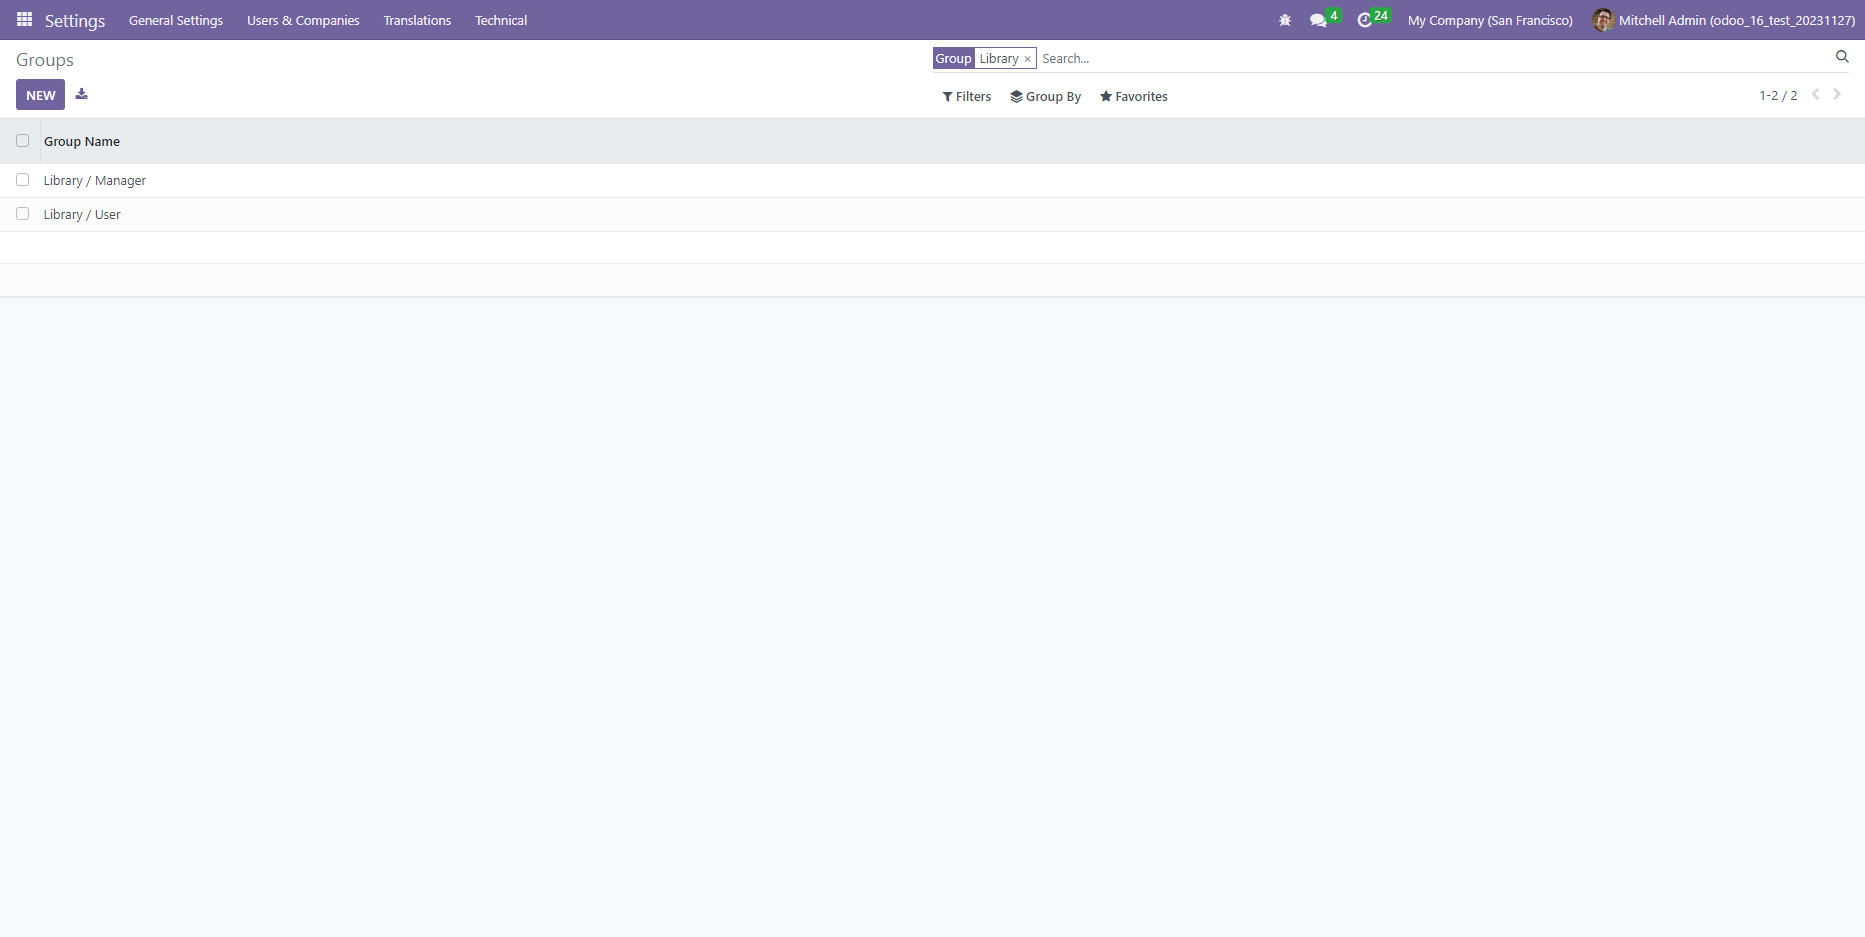 Settings General Settings Users & Companies Translations Technical 4 24 My Company (San Francisco) Mitchell Admin (odoo_16_test_20231127)
Groups Group Library × Search...
NEW Filters Group By Favorites 1-2 / 2
Group Name
Library / Manager
Library / User